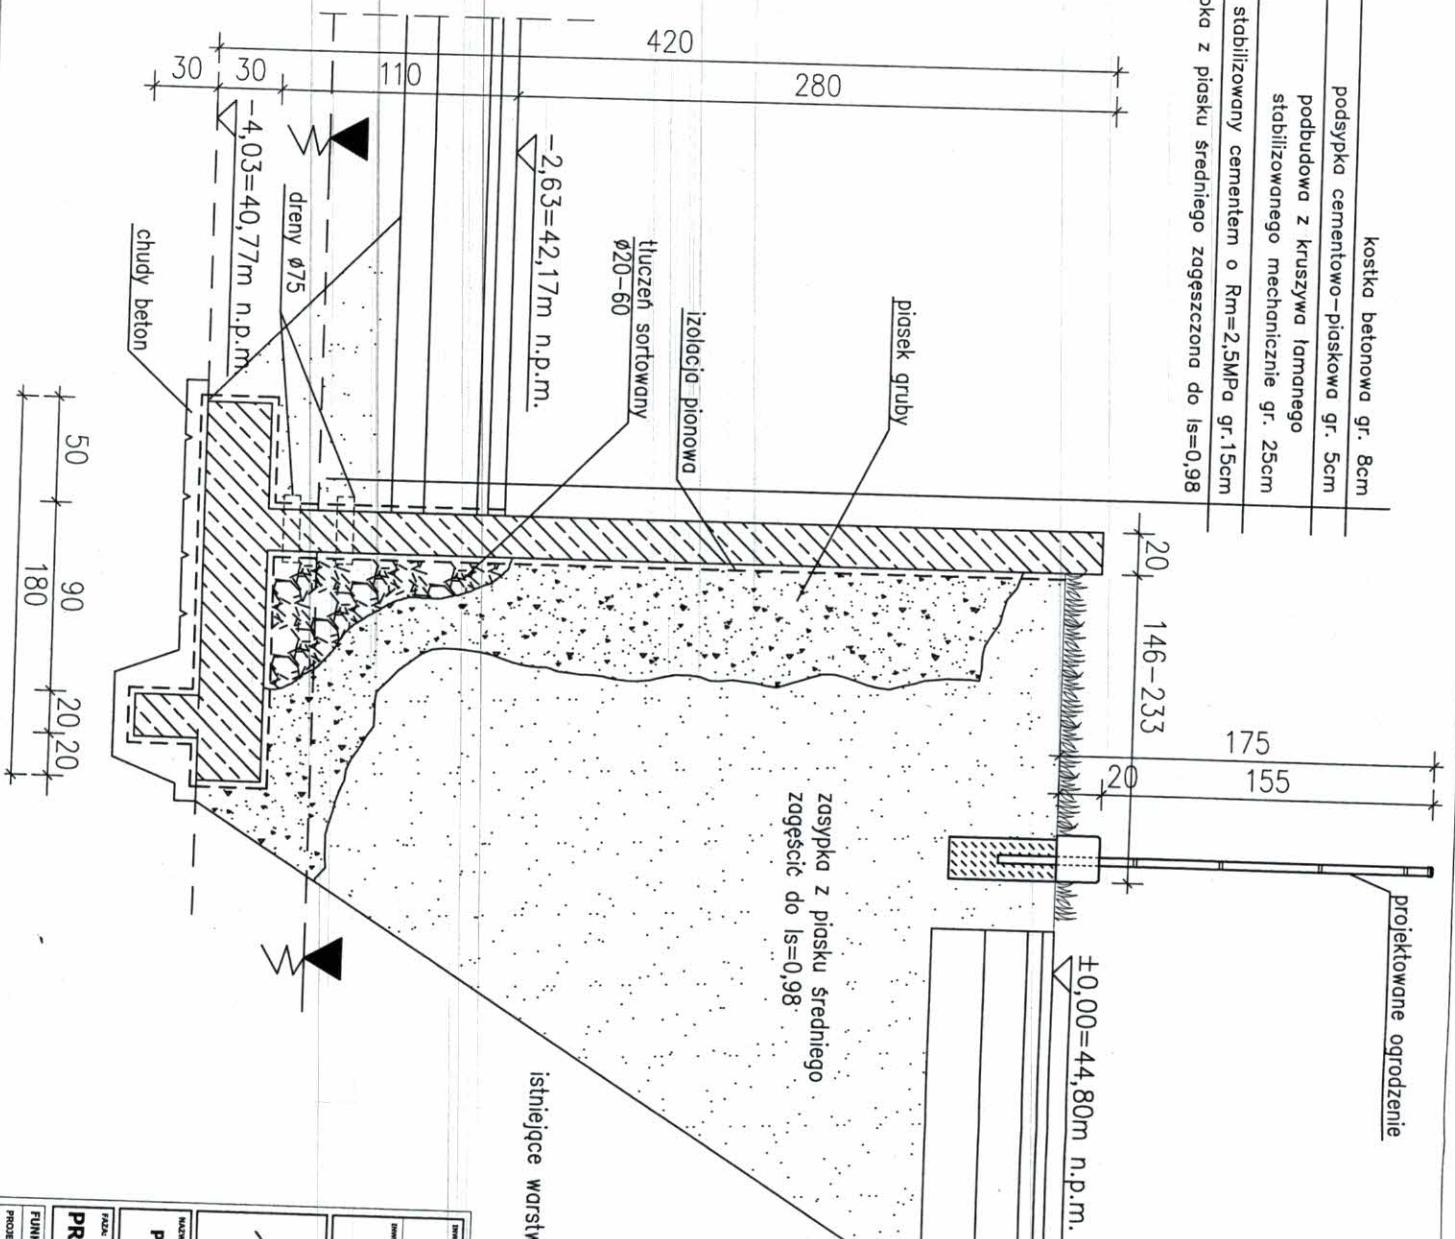 kostka betonowa gr. 8cm
podsypka cementowo-piaskowa gr. 5cm
podbudowa z kruszywa łamanego
stabilizowanego mechanicznie gr. 25cm
stabilizowany cementem o Rm=2,5MPa gr.15cm
z piasku średniego zagęszczona do Is=0,98
projektowane ogrodzenie
175
155
20
20
146-233
±0,00=44,80m n.p.m.
420
280
110
30
30
piasek gruby
izolacja pionowa
tłuczeń sortowany
ø20-60
zasypka z piasku średniego
zagęścić do Is=0,98
-2,63=42,17m n.p.m.
istniejące
dreny ø75
-4,03=40,77m n.p.m.
chudy beton
50
90
20
20
180
FAZA: